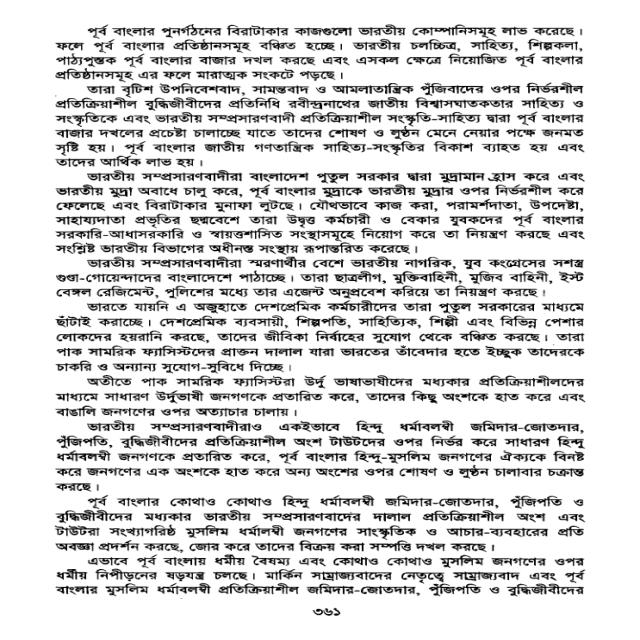 পূর্ব বাংলার পুনর্গঠনের বিরাটাকার কাজগুলো ভারতীয় কোম্পানিসমূহ লাভ করেছে।
ফলে পূর্ব বাংলার প্রতিষ্ঠানসমূহ বঞ্চিত হচ্ছে। ভারতীয় চলচ্চিত্র, সাহিত্য, শিল্পকলা,
পাঠ্যপুস্তক পূর্ব বাংলার বাজার দখল করছে এবং এসকল ক্ষেত্রে নিয়োজিত পূর্ব বাংলার
প্রতিষ্ঠানসমূহ এর ফলে মারাত্মক সংকটে পড়ছে।
তারা বৃটিশ উপনিবেশবাদ, সামন্তবাদ ও আমলাতান্ত্রিক পুঁজিবাদের ওপর নির্ভরশীল
প্রতিক্রিয়াশীল বুদ্ধিজীবীদের প্রতিনিধি রবীন্দ্রনাথের জাতীয় বিশ্বাসঘাতকতার সাহিত্য ও
সংস্কৃতিকে এবং ভারতীয় সম্প্রসারণবাদী প্রতিক্রিয়াশীল সংস্কৃতি-সাহিত্য দ্বারা পূর্ব বাংলার
বাজার দখলের প্রচেষ্টা চালাচ্ছে যাতে তাদের শোষণ ও লুণ্ঠন মেনে নেয়ার পক্ষে জনমত
সৃষ্টি হয়। পূর্ব বাংলার জাতীয় গণতান্ত্রিক সাহিত্য-সংস্কৃতির বিকাশ ব্যাহত হয় এবং
তাদের আর্থিক লাভ হয়।
ভারতীয় সম্প্রসারণবাদীরা বাংলাদেশ পুতুল সরকার দ্বারা মুদ্রামান হ্রাস করে এবং
ভারতীয় মুদ্রা অবাধে চালু করে, পূর্ব বাংলার মুদ্রাকে ভারতীয় মুদ্রার ওপর নির্ভরশীল করে
ফেলেছে এবং বিরাটাকার মুনাফা লুটছে। যৌথভাবে কাজ করা, পরামর্শদাতা, উপদেষ্টা,
সাহায্যদাতা প্রভৃতির ছদ্মবেশে তারা উদ্বৃত্ত কর্মচারী ও বেকার যুবকদের পূর্ব বাংলার
সরকারি-আধাসরকারি ও স্বায়ত্তশাসিত সংস্থাসমূহে নিয়োগ করে তা নিয়ন্ত্রণ করছে এবং
সংশ্লিষ্ট ভারতীয় বিভাগের অধীনস্ত সংস্থায় রূপান্তরিত করেছে।
ভারতীয় সম্প্রসারণবাদীরা স্মরণার্থীর বেশে ভারতীয় নাগরিক, যুব কংগ্রেসের সশস্ত্র
গুণ্ডা-গোয়েন্দাদের বাংলাদেশে পাঠাচ্ছে। তারা ছাত্রলীগ, মুক্তিবাহিনী, মুজিব বাহিনী, ইস্ট
বেঙ্গল রেজিমেন্ট, পুলিশের মধ্যে তার এজেন্ট অনুপ্রবেশ করিয়ে তা নিয়ন্ত্রণ করছে।
ভারতে যায়নি এ অজুহাতে দেশপ্রেমিক কর্মচারীদের তারা পুতুল সরকারের মাধ্যমে
ছাঁটাই করাচ্ছে। দেশপ্রেমিক ব্যবসায়ী, শিল্পপতি, সাহিত্যিক, শিল্পী এবং বিভিন্ন পেশার
লোকদের হয়রানি করছে, তাদের জীবিকা নির্বাহের সুযোগ থেকে বঞ্চিত করছে। তারা
পাক সামরিক ফ্যাসিস্টদের প্রাক্তন দালাল যারা ভারতের তাঁবেদার হতে ইচ্ছুক তাদেরকে
চাকরি ও অন্যান্য সুযোগ-সুবিধে দিচ্ছে।
অতীতে পাক সামরিক ফ্যাসিস্টরা উর্দু ভাষাভাষীদের মধ্যকার প্রতিক্রিয়াশীলদের
মাধ্যমে সাধারণ উর্দুভাষী জনগণকে প্রতারিত করে, তাদের কিছু অংশকে হাত করে এবং
বাঙালি জনগণের ওপর অত্যাচার চালায়।
ভারতীয় সম্প্রসারণবাদীরাও একইভাবে হিন্দু ধর্মাবলম্বী জমিদার-জোতদার,
পুঁজিপতি, বুদ্ধিজীবীদের প্রতিক্রিয়াশীল অংশ টাউটদের ওপর নির্ভর করে সাধারণ হিন্দু
ধর্মাবলম্বী জনগণকে প্রতারিত করে, পূর্ব বাংলার হিন্দু-মুসলিম জনগণের ঐক্যকে বিনষ্ট
করে জনগণের এক অংশকে হাত করে অন্য অংশের ওপর শোষণ ও লুণ্ঠন চালাবার চক্রান্ত
করছে।
পূর্ব বাংলার কোথাও কোথাও হিন্দু ধর্মাবলম্বী জমিদার-জোতদার, পুঁজিপতি ও
বুদ্ধিজীবীদের মধ্যকার ভারতীয় সম্প্রসারণবাদের দালাল প্রতিক্রিয়াশীল অংশ এবং
টাউটরা সংখ্যাগরিষ্ঠ মুসলিম ধর্মালম্বী জনগণের সাংস্কৃতিক ও আচার-ব্যবহারের প্রতি
অবজ্ঞা প্রদর্শন করছে, জোর করে তাদের বিক্রয় করা সম্পত্তি দখল করছে।
এভাবে পূর্ব বাংলায় ধর্মীয় বৈষম্য এবং কোথাও কোথাও মুসলিম জনগণের ওপর
ধর্মীয় নিপীড়নের ষড়যন্ত্র চলছে। মার্কিন সাম্রাজ্যবাদের নেতৃত্বে সাম্রাজ্যবাদ এবং পূর্ব
বাংলার মুসলিম ধর্মাবলম্বী প্রতিক্রিয়াশীল জমিদার-জোতদার, পুঁজিপতি ও বুদ্ধিজীবীদের
৩৬১